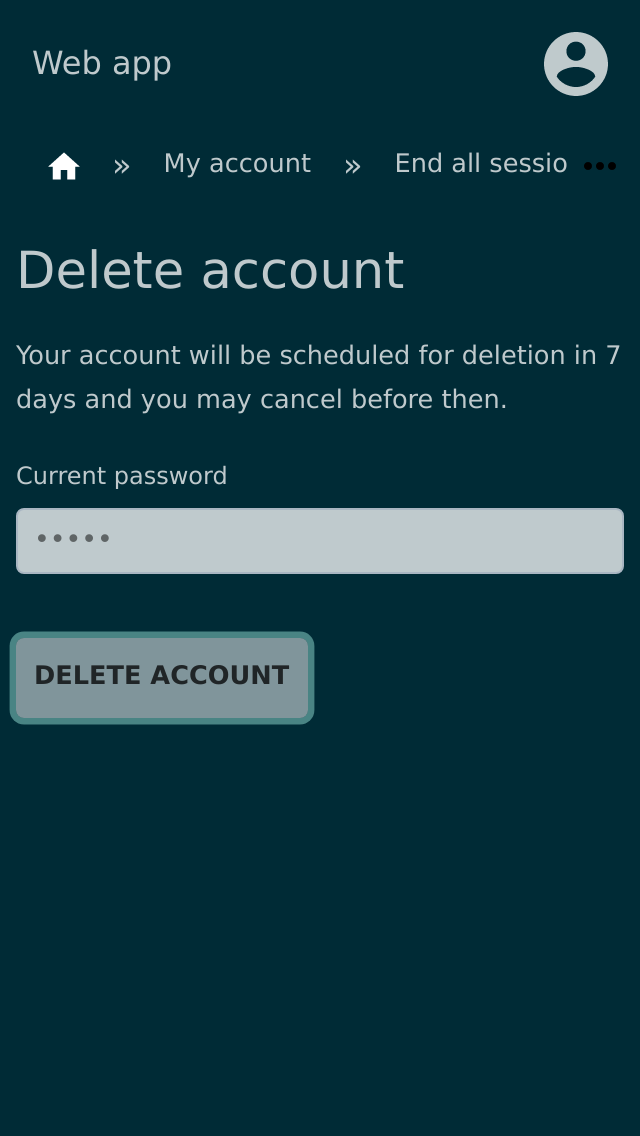 Web app
» My account » End all sessio
Delete account
Your account will be scheduled for deletion in 7
days and you may cancel before then.
Current password
•••••
DELETE ACCOUNT